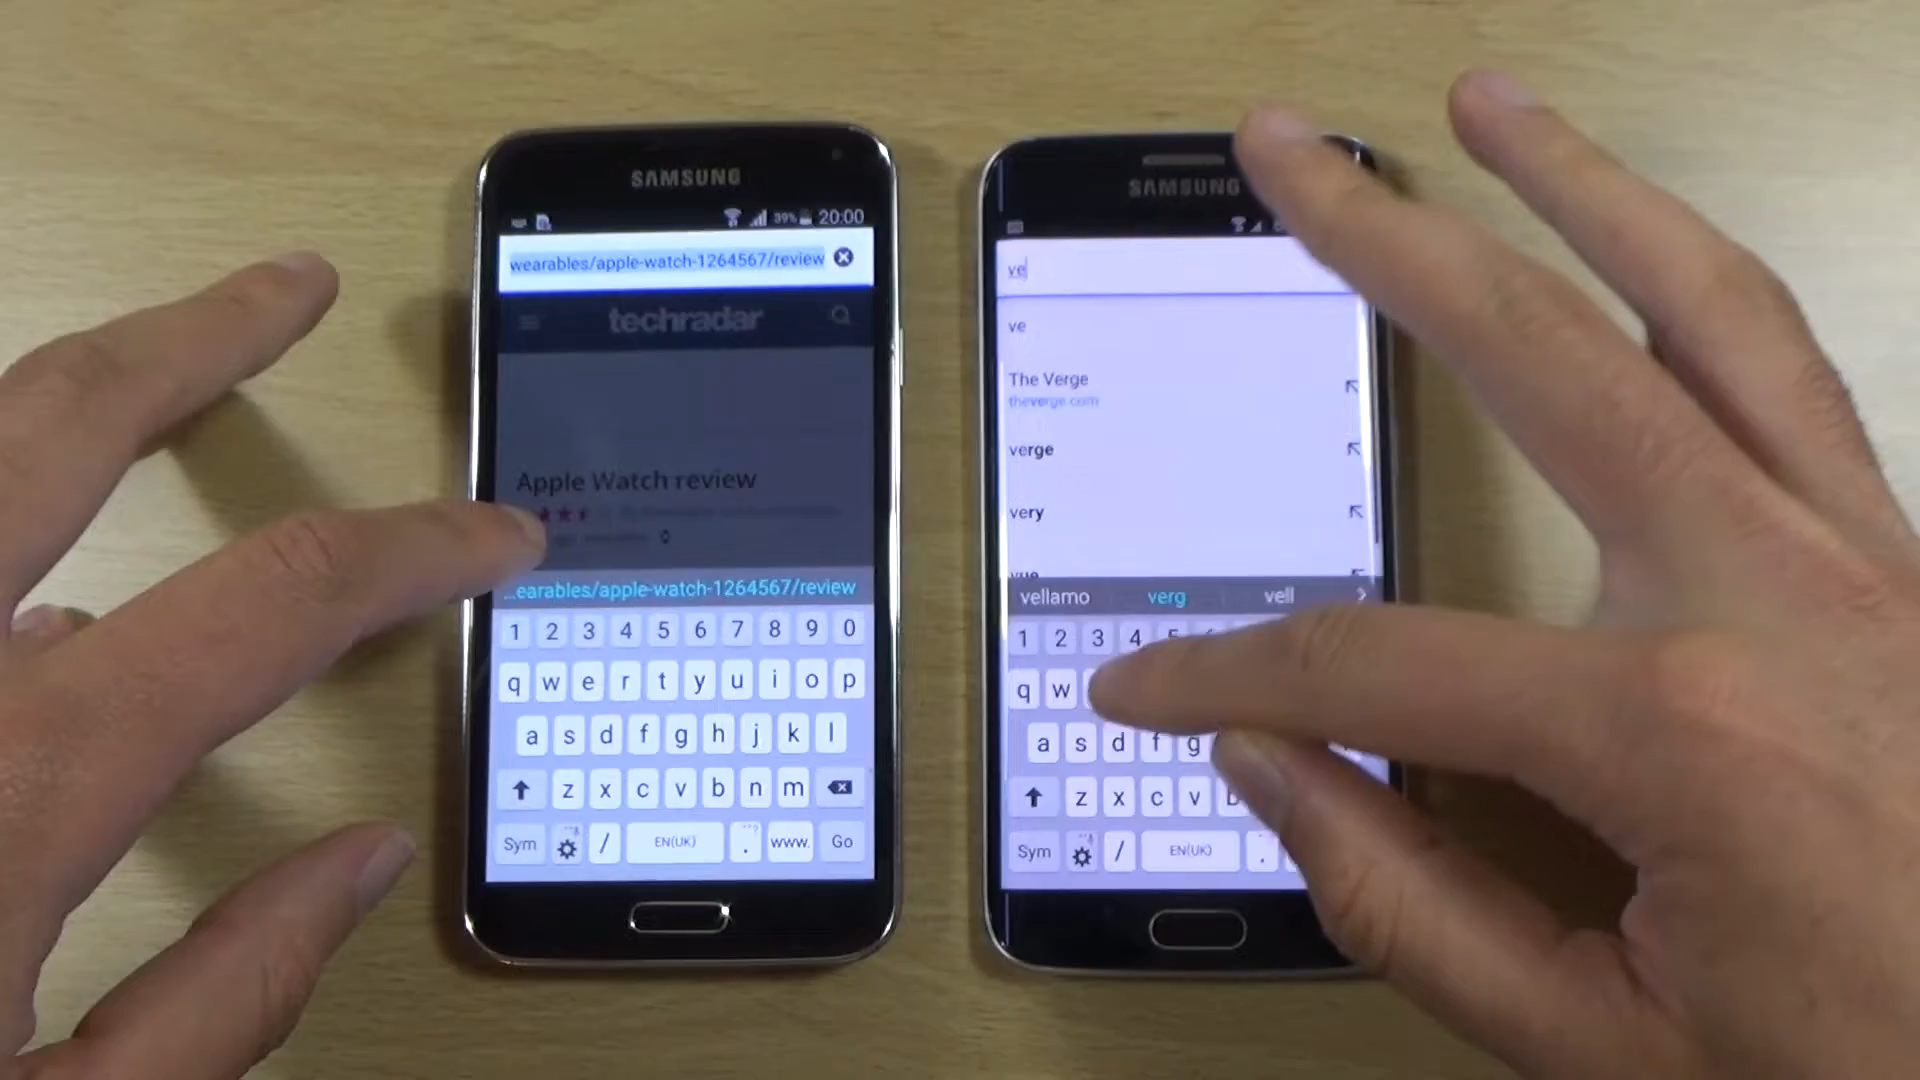 SAMSUNG
39% 20:00
wearables/apple-watch-1264567/review
techradar
Apple Watch review
...earables/apple-watch-1264567/review
1 2 3 4 5 6 7 8 9 0
q w e r t y u i o p
a s d f g h j k l
z x c v b n m
Sym / EN(UK) . www. Go
SAMSUNG
ve
ve
The Verge
theverge.com
verge
very
vue
vellamo verg vell
1 2 3 4 5
q w
a s d f g
z x c v b
Sym / EN(UK) .